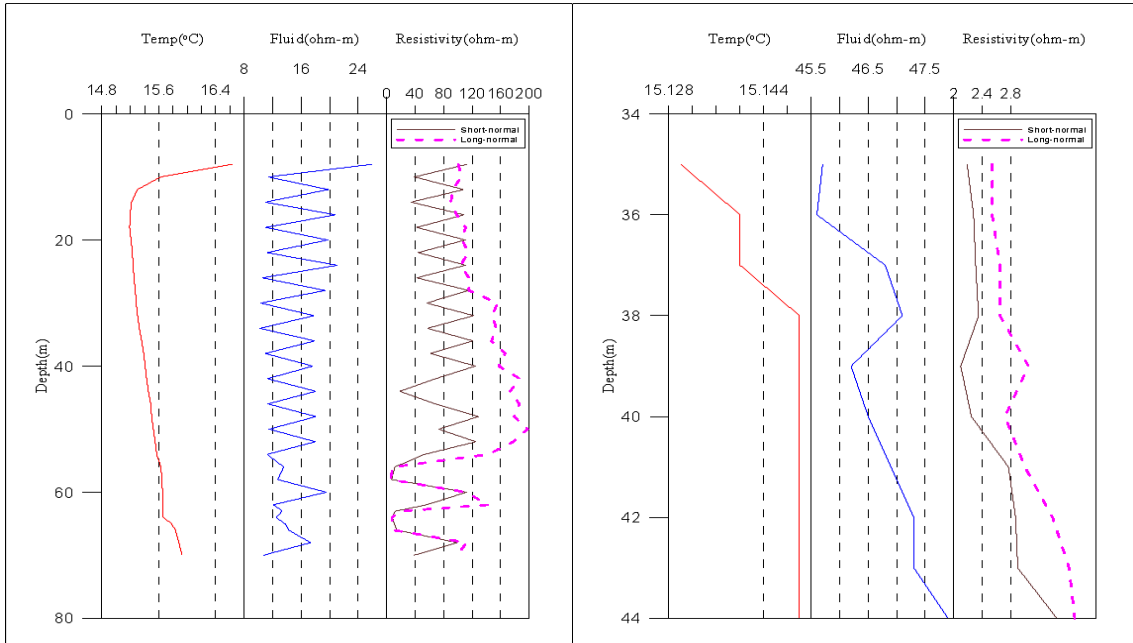 Temp(°C) Fluid(ohm-m) Resistivity(ohm-m)
8 16 24
14.8 15.6 16.4 0 40 80 120 160 200
Short-normal
Long-normal
0
20
40
60
80
Depth(m)
Temp(°C) Fluid(ohm-m) Resistivity(ohm-m)
45.5 46.5 47.5
15.128 15.144 2 2.4 2.8
Short-normal
Long-normal
34
36
38
40
42
44
Depth(m)